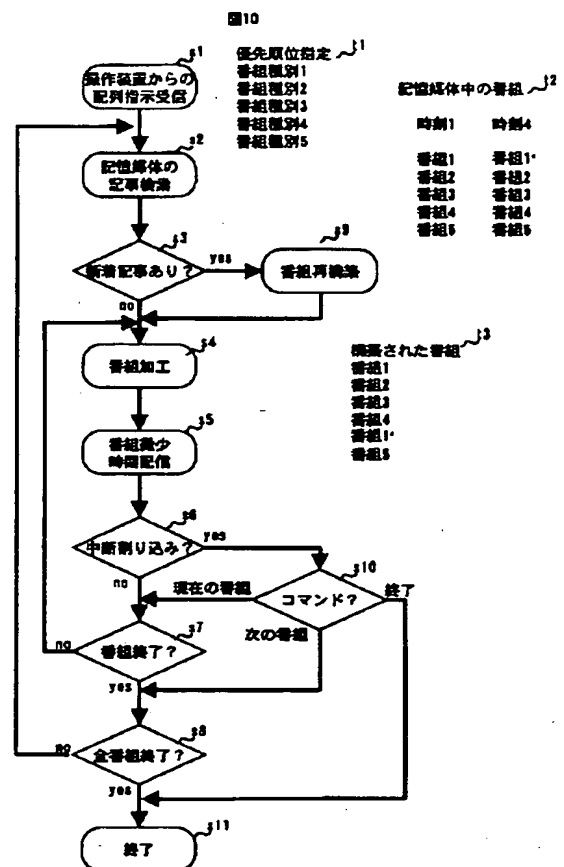 図10
s1
操作装置からの
配列指示受信
s2
記憶媒体の
記事検索
s3
新着記事あり？
yes
no
s9
番組再構築
s4
番組加工
s5
番組微少
時間配信
s6
中断割り込み？
yes
no
s10
コマンド？
終了
現在の番組
次の番組
s7
番組終了？
no
yes
s8
全番組終了？
no
yes
s11
終了
優先順位指定
t1
番組種別1
番組種別2
番組種別3
番組種別4
番組種別5
記憶媒体中の番組
t2
時刻1 時刻4
番組1 番組1'
番組2 番組2
番組3 番組3
番組4 番組4
番組5 番組5
構築された番組
t3
番組1
番組2
番組3
番組4
番組1'
番組5